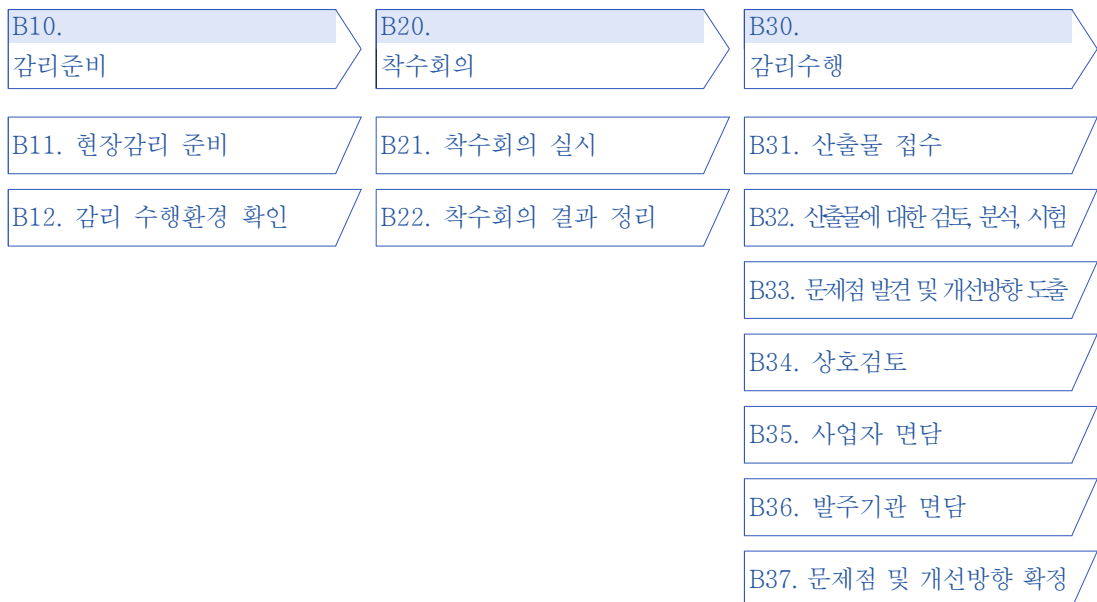 B10.
감리준비
B11. 현장감리 준비
B12. 감리 수행환경 확인
B20.
착수회의
B21. 착수회의 실시
B22. 착수회의 결과 정리
B30.
감리수행
B31. 산출물 접수
B32. 산출물에 대한 검토, 분석, 시험
B33. 문제점 발견 및 개선방향 도출
B34. 상호검토
B35. 사업자 면담
B36. 발주기관 면담
B37. 문제점 및 개선방향 확정